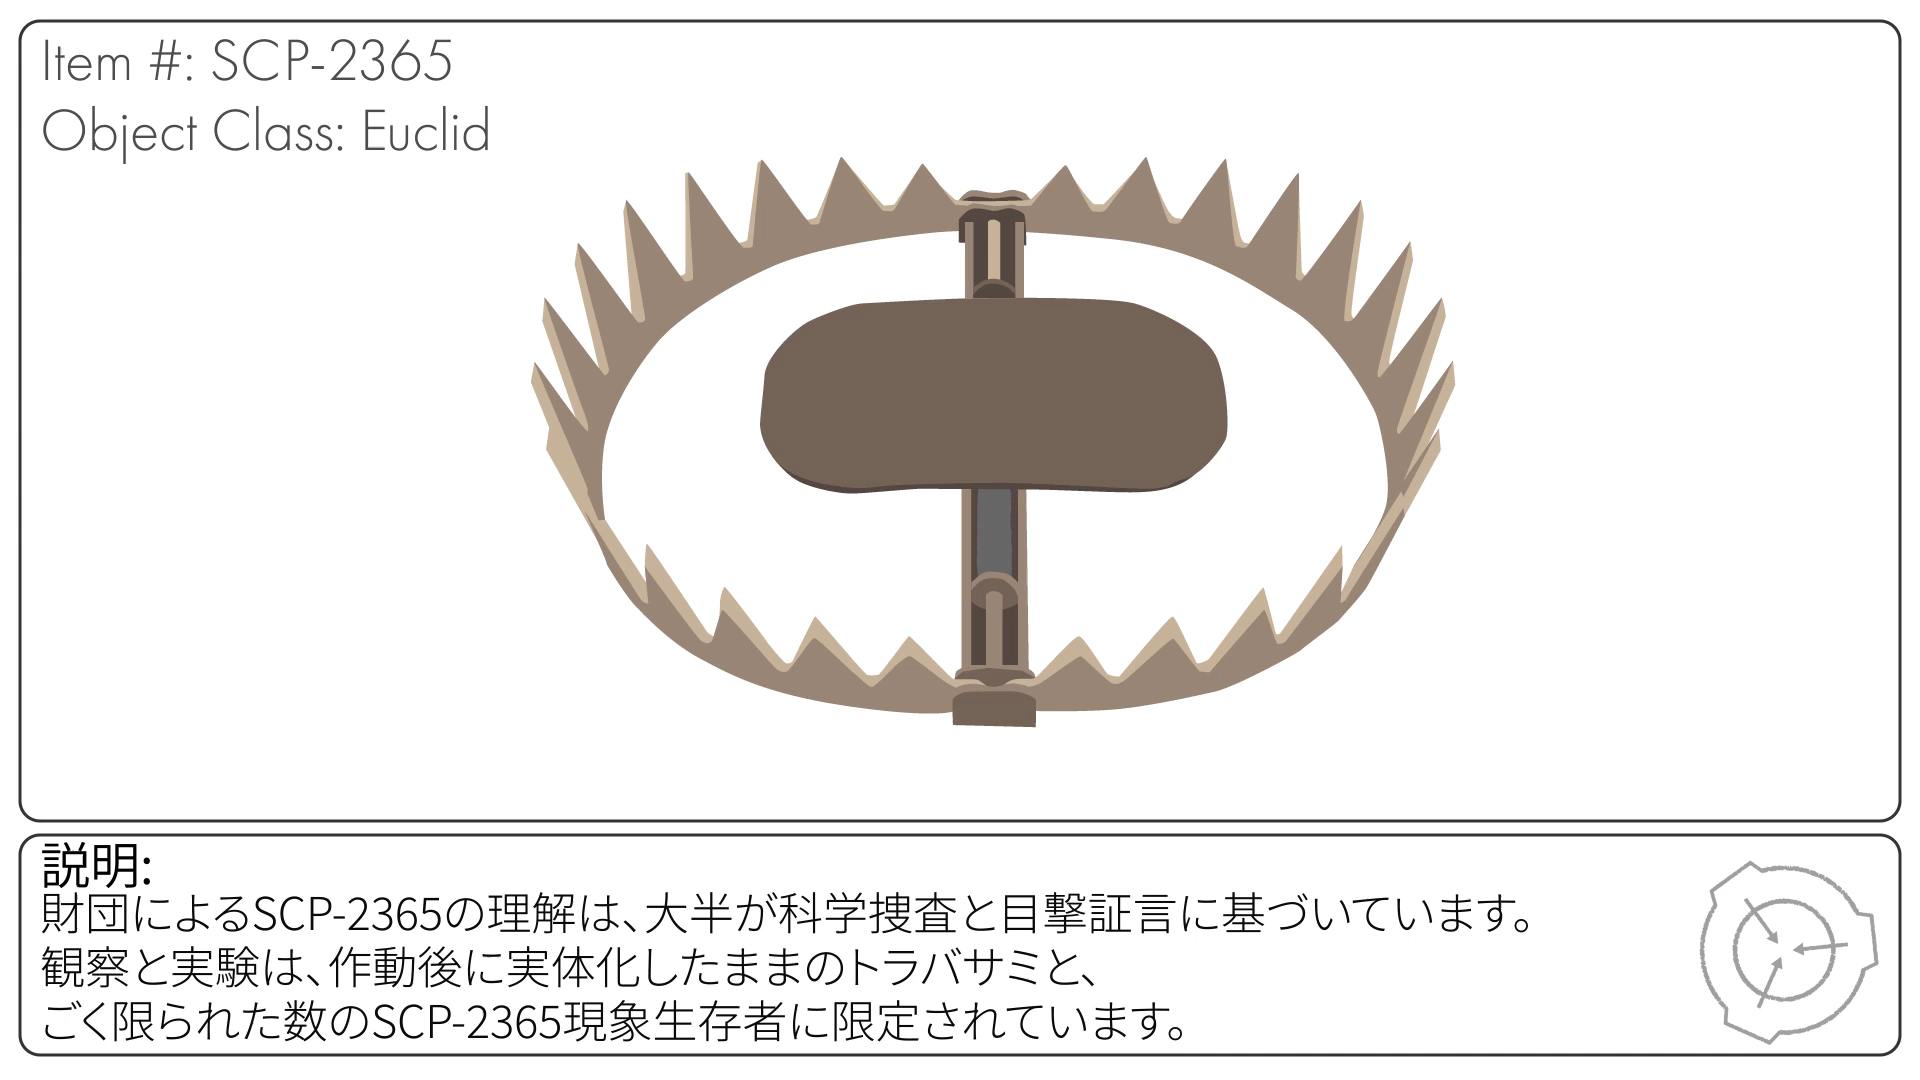 Item #: SCP-2365
Object Class: Euclid
説明:
財団によるSCP-2365の理解は、大半が科学捜査と目撃証言に基づいています。
観察と実験は、作動後に実体化したままのトラバサミと、
ごく限られた数のSCP-2365現象生存者に限定されています。